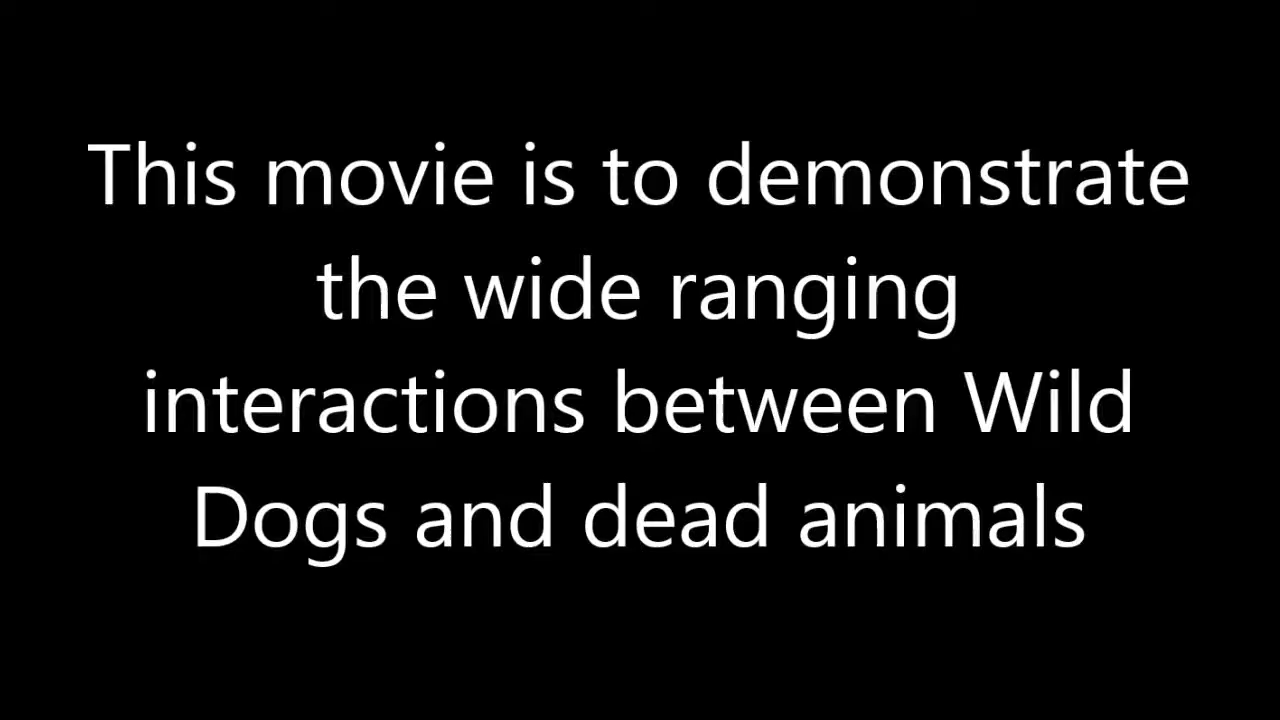 This movie is to demonstrate
the wide ranging
interactions between Wild
Dogs and dead animals